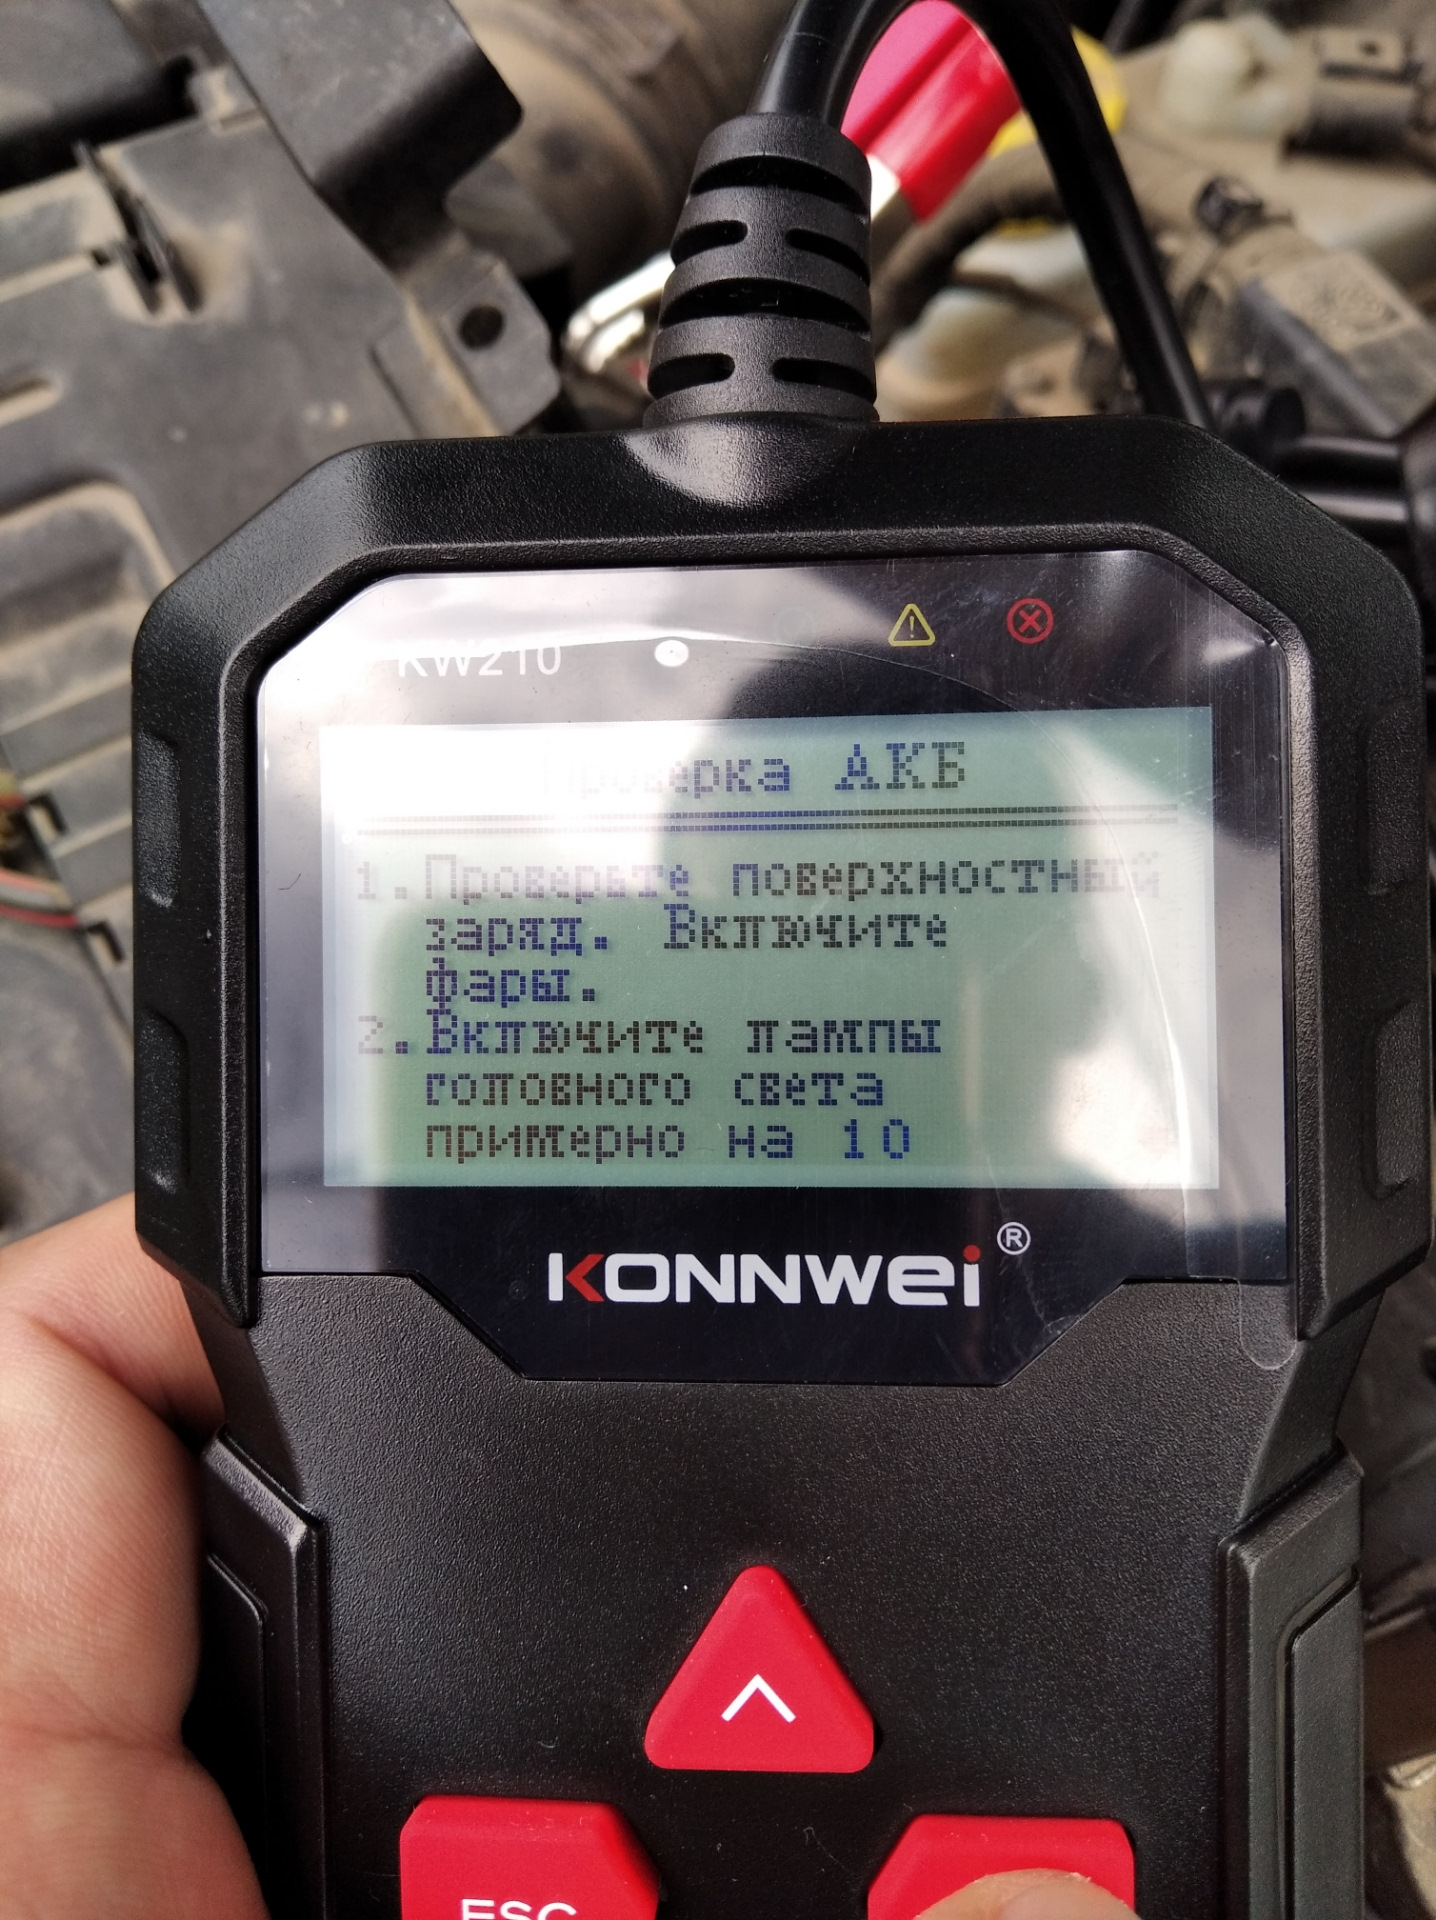 KW210
Проверка АКБ
1. Проверьте поверхностный
заряд. Включите
фары.
2. Включите лампы
головного света
примерно на 10
KONNWEI®
ESC